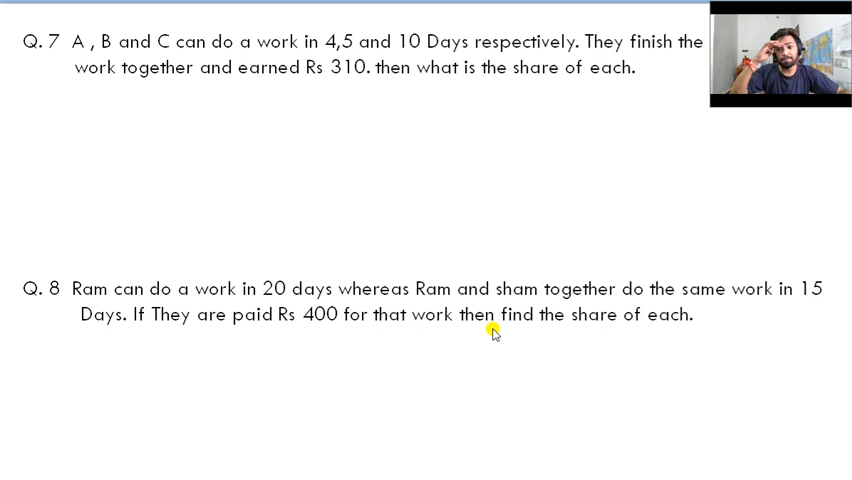 Q. 7 A , B and C can do a work in 4,5 and 10 Days respectively. They finish the
work together and earned Rs 310. then what is the share of each.
Q. 8 Ram can do a work in 20 days whereas Ram and sham together do the same work in 15
Days. If They are paid Rs 400 for that work then find the share of each.